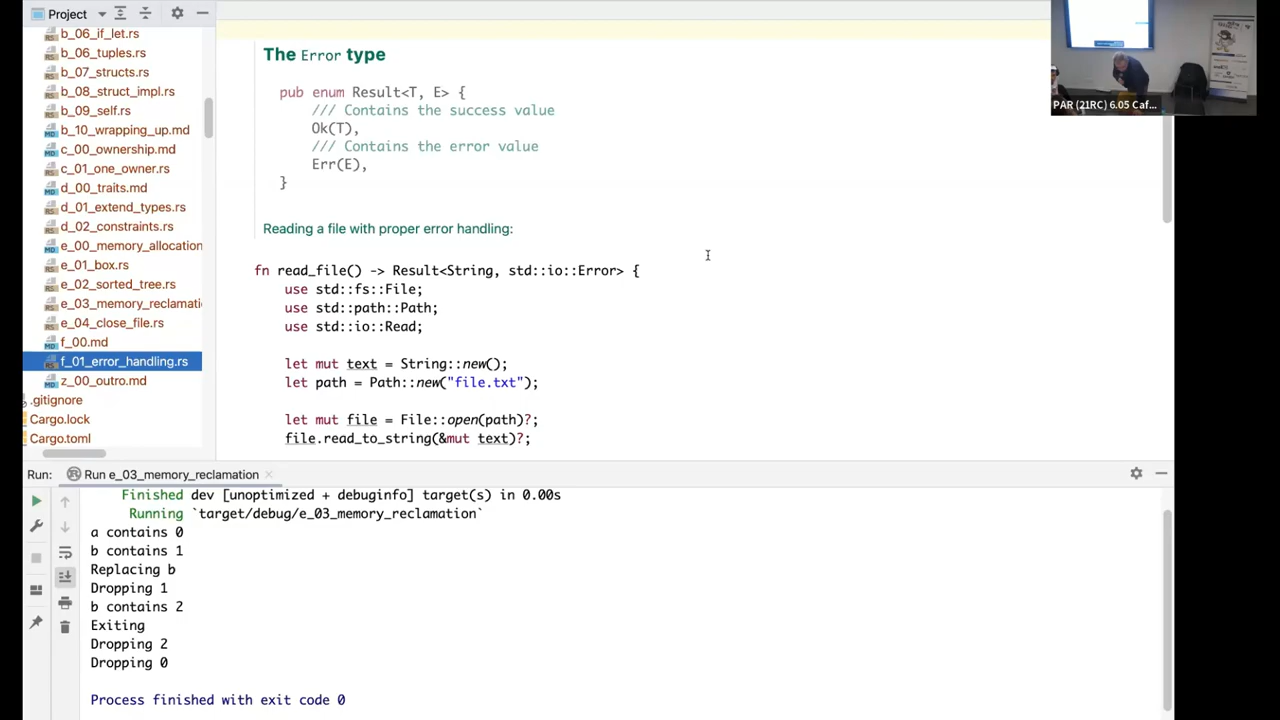 Project
b_06_if_let.rs
b_06_tuples.rs
b_07_structs.rs
b_08_struct_impl.rs
b_09_self.rs
b_10_wrapping_up.md
c_00_ownership.md
c_01_one_owner.rs
d_00_traits.md
d_01_extend_types.rs
d_02_constraints.rs
e_00_memory_allocation
e_01_box.rs
e_02_sorted_tree.rs
e_03_memory_reclamati
e_04_close_file.rs
f_00.md
f_01_error_handling.rs
z_00_outro.md
.gitignore
Cargo.lock
Cargo.toml
The Error type
pub enum Result<T, E> {
/// Contains the success value
Ok(T),
/// Contains the error value
Err(E),
}
Reading a file with proper error handling:
fn read_file() -> Result<String, std::io::Error> {
use std::fs::File;
use std::path::Path;
use std::io::Read;
let mut text = String::new();
let path = Path::new("file.txt");
let mut file = File::open(path)?;
file.read_to_string(&mut text)?;
PAR (21RC) 6.05 Caf...
Run: Run e_03_memory_reclamation
Finished dev [unoptimized + debuginfo] target(s) in 0.00s
Running `target/debug/e_03_memory_reclamation`
a contains 0
b contains 1
Replacing b
Dropping 1
b contains 2
Exiting
Dropping 2
Dropping 0
Process finished with exit code 0